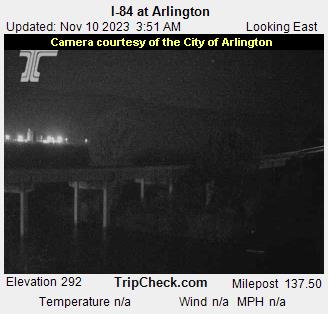 I-84 at Arlington
Updated: Nov 10 2023 3:51 AM Looking East
Camera courtesy of the City of Arlington
Elevation 292 TripCheck.com Milepost 137.50
Temperature n/a Wind n/a MPH n/a